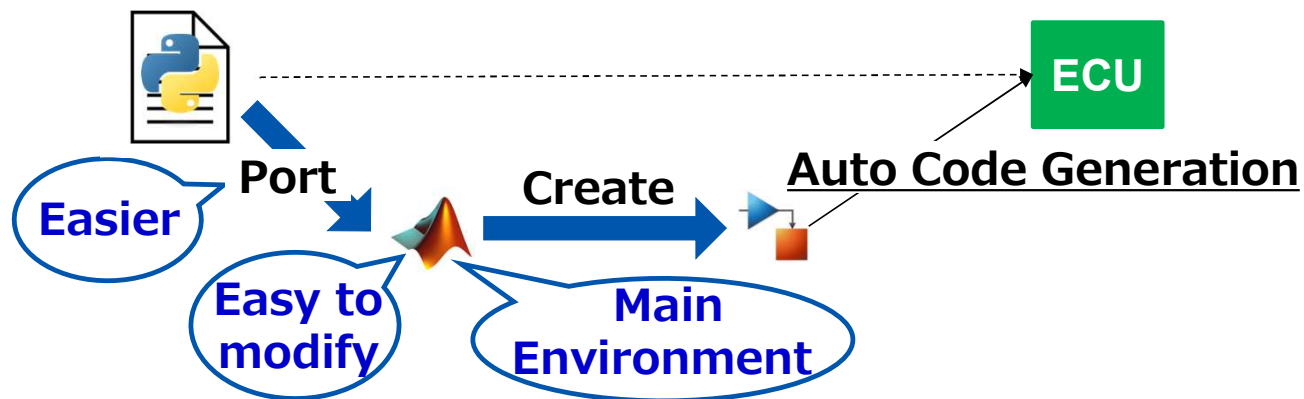 ECU
Auto Code Generation
Port
Create
Easier
Easy to
modify
Main
Environment